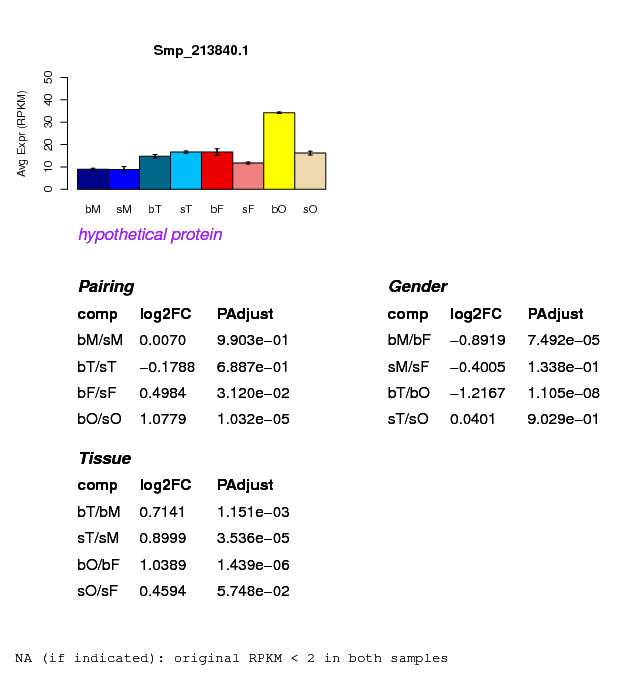 Smp_213840.1
Avg Expr (RPKM)
50
40
30
20
10
0
bM sM bT sT bF sF bO sO
hypothetical protein
Pairing
comp log2FC PAdjust
bM/sM 0.0070 9.903e−01
bT/sT −0.1788 6.887e−01
bF/sF 0.4984 3.120e−02
bO/sO 1.0779 1.032e−05
Gender
comp log2FC PAdjust
bM/bF −0.8919 7.492e−05
sM/sF −0.4005 1.338e−01
bT/bO −1.2167 1.105e−08
sT/sO 0.0401 9.029e−01
Tissue
comp log2FC PAdjust
bT/bM 0.7141 1.151e−03
sT/sM 0.8999 3.536e−05
bO/bF 1.0389 1.439e−06
sO/sF 0.4594 5.748e−02
NA (if indicated): original RPKM < 2 in both samples